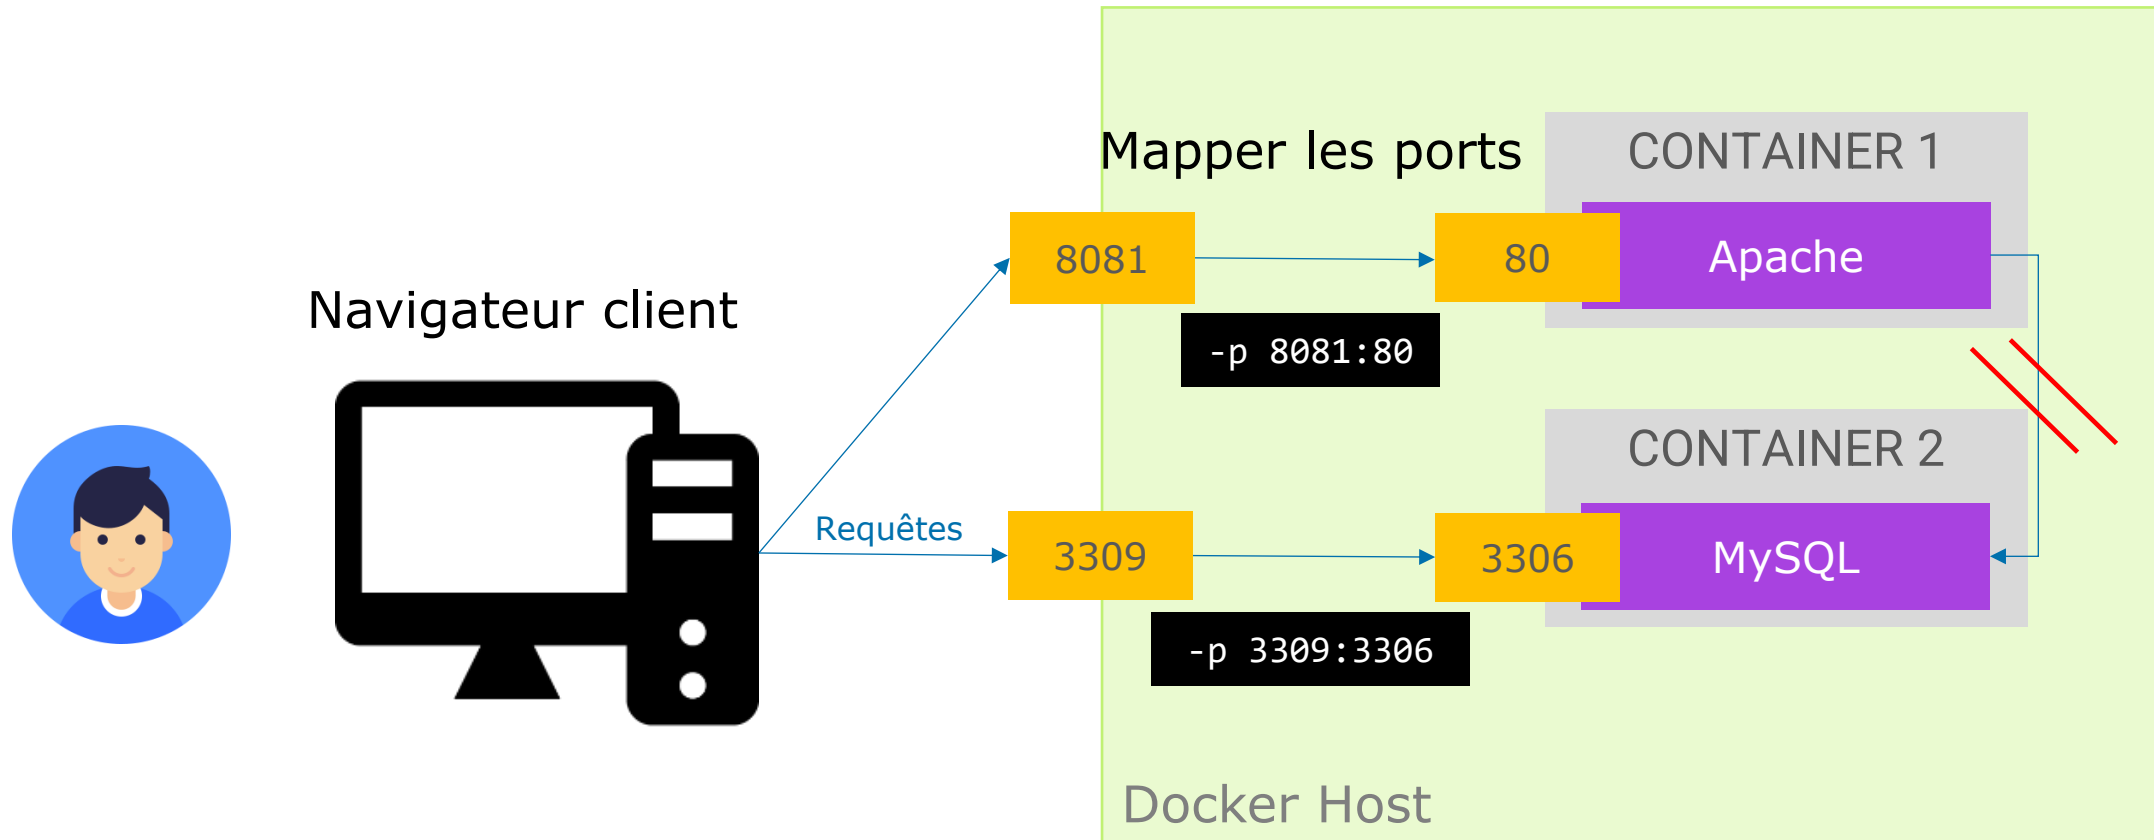 Mapper les ports
CONTAINER 1
8081
80
Apache
Navigateur client
-p 8081:80
CONTAINER 2
Requêtes
3309
3306
MySQL
-p 3309:3306
Docker Host